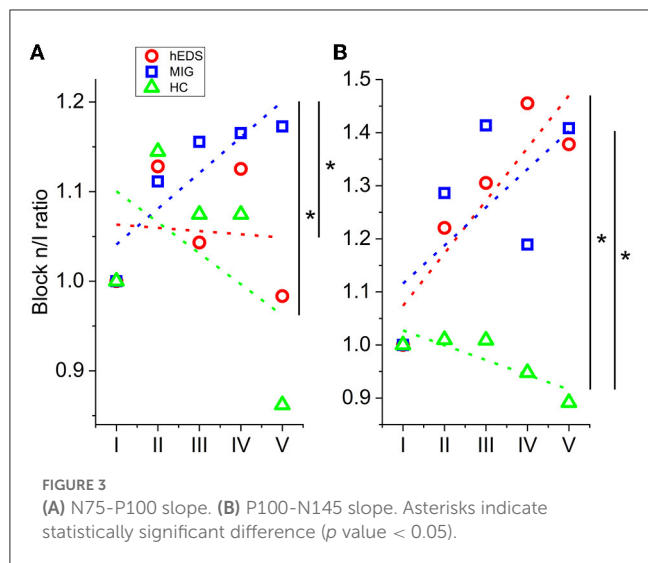 A
B
hEDS
MIG
HC
Block n/I ratio
1.2
1.1
1.0
0.9
I II III IV V
*
*
1.5
1.4
1.3
1.2
1.1
1.0
0.9
I II III IV V
*
*
FIGURE 3
(A) N75-P100 slope. (B) P100-N145 slope. Asterisks indicate
statistically significant difference (p value < 0.05).